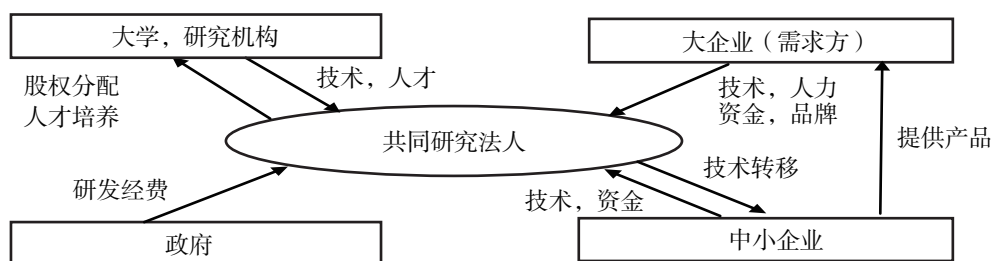 大学，研究机构
大企业（需求方）
股权分配
人才培养
技术，人才
技术，人力
资金，品牌
共同研究法人
提供产品
研发经费
技术转移
技术，资金
政府
中小企业